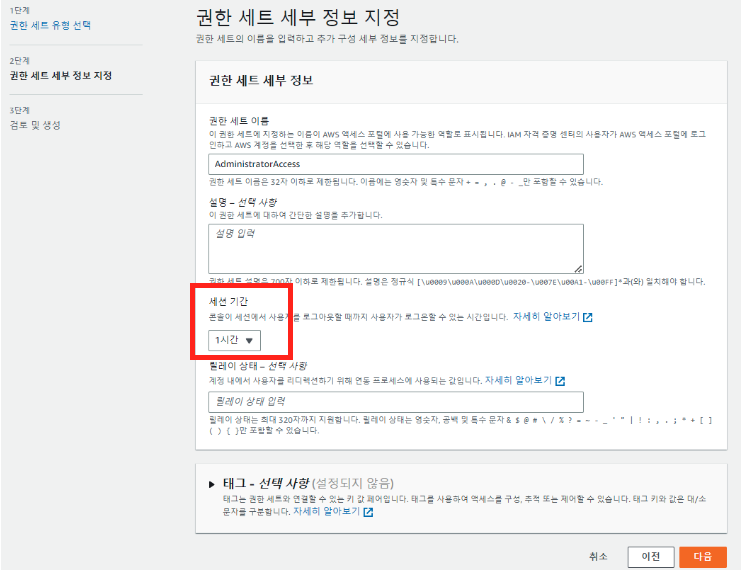 1단계
권한 세트 유형 선택
2단계
권한 세트 세부 정보 지정
3단계
검토 및 생성
권한 세트 세부 정보 지정
권한 세트의 이름을 입력하고 추가 구성 세부 정보를 지정합니다.
권한 세트 세부 정보
권한 세트 이름
이 권한 세트에 지정하는 이름이 AWS 액세스 포털에 사용 가능한 역할로 표시됩니다. IAM 자격 증명 센터의 사용자가 AWS 액세스 포털에 로그
인하고 AWS 계정을 선택한 후 해당 역할을 선택할 수 있습니다.
AdministratorAccess
권한 세트 이름은 32자 이하로 제한됩니다. 이름에는 영숫자 및 특수 문자 + = , . @ - _만 포함할 수 있습니다.
설명 – 선택 사항
이 권한 세트에 대하여 간단한 설명을 추가합니다.
설명 입력
권한 세트 설명은 700자 이하로 제한됩니다. 설명은 정규식 [\u0009\u000A\u000D\u0020-\u007E\u00A1-\u00FF]*과(와) 일치해야 합니다.
세션 기간
콘솔이 세션에서 사용자를 로그아웃할 때까지 사용자가 로그온할 수 있는 시간입니다. 자세히 알아보기
1시간
릴레이 상태 – 선택 사항
계정 내에서 사용자를 리디렉션하기 위해 연동 프로세스에 사용되는 값입니다. 자세히 알아보기
릴레이 상태 입력
릴레이 상태는 최대 320자까지 지원합니다. 릴레이 상태는 영숫자, 공백 및 특수 문자 & $ @ # \ / % ? = ~ - _ ' " | ! : , . ; * + [ ]
( ) { }만 포함할 수 있습니다.
태그 - 선택 사항 (설정되지 않음)
태그는 권한 세트와 연결할 수 있는 키 값 페어입니다. 태그를 사용하여 액세스를 구성, 추적 또는 제어할 수 있습니다. 태그 키와 값은 대/소
문자를 구분합니다. 자세히 알아보기
취소
이전
다음